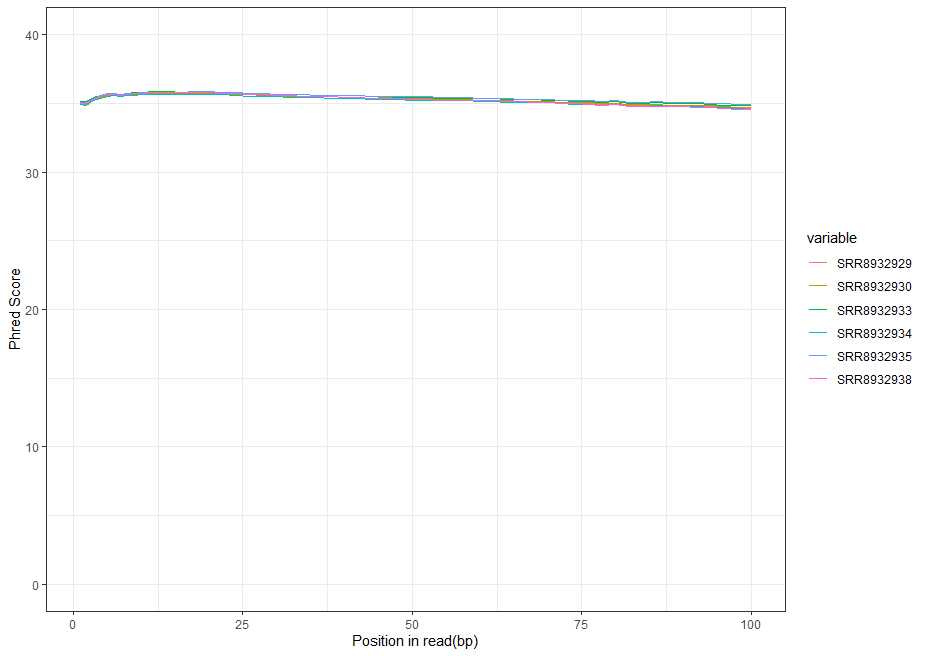 40
30
20
10
0
Phred Score
0 25 50 75 100
Position in read(bp)
variable
SRR8932929
SRR8932930
SRR8932933
SRR8932934
SRR8932935
SRR8932938